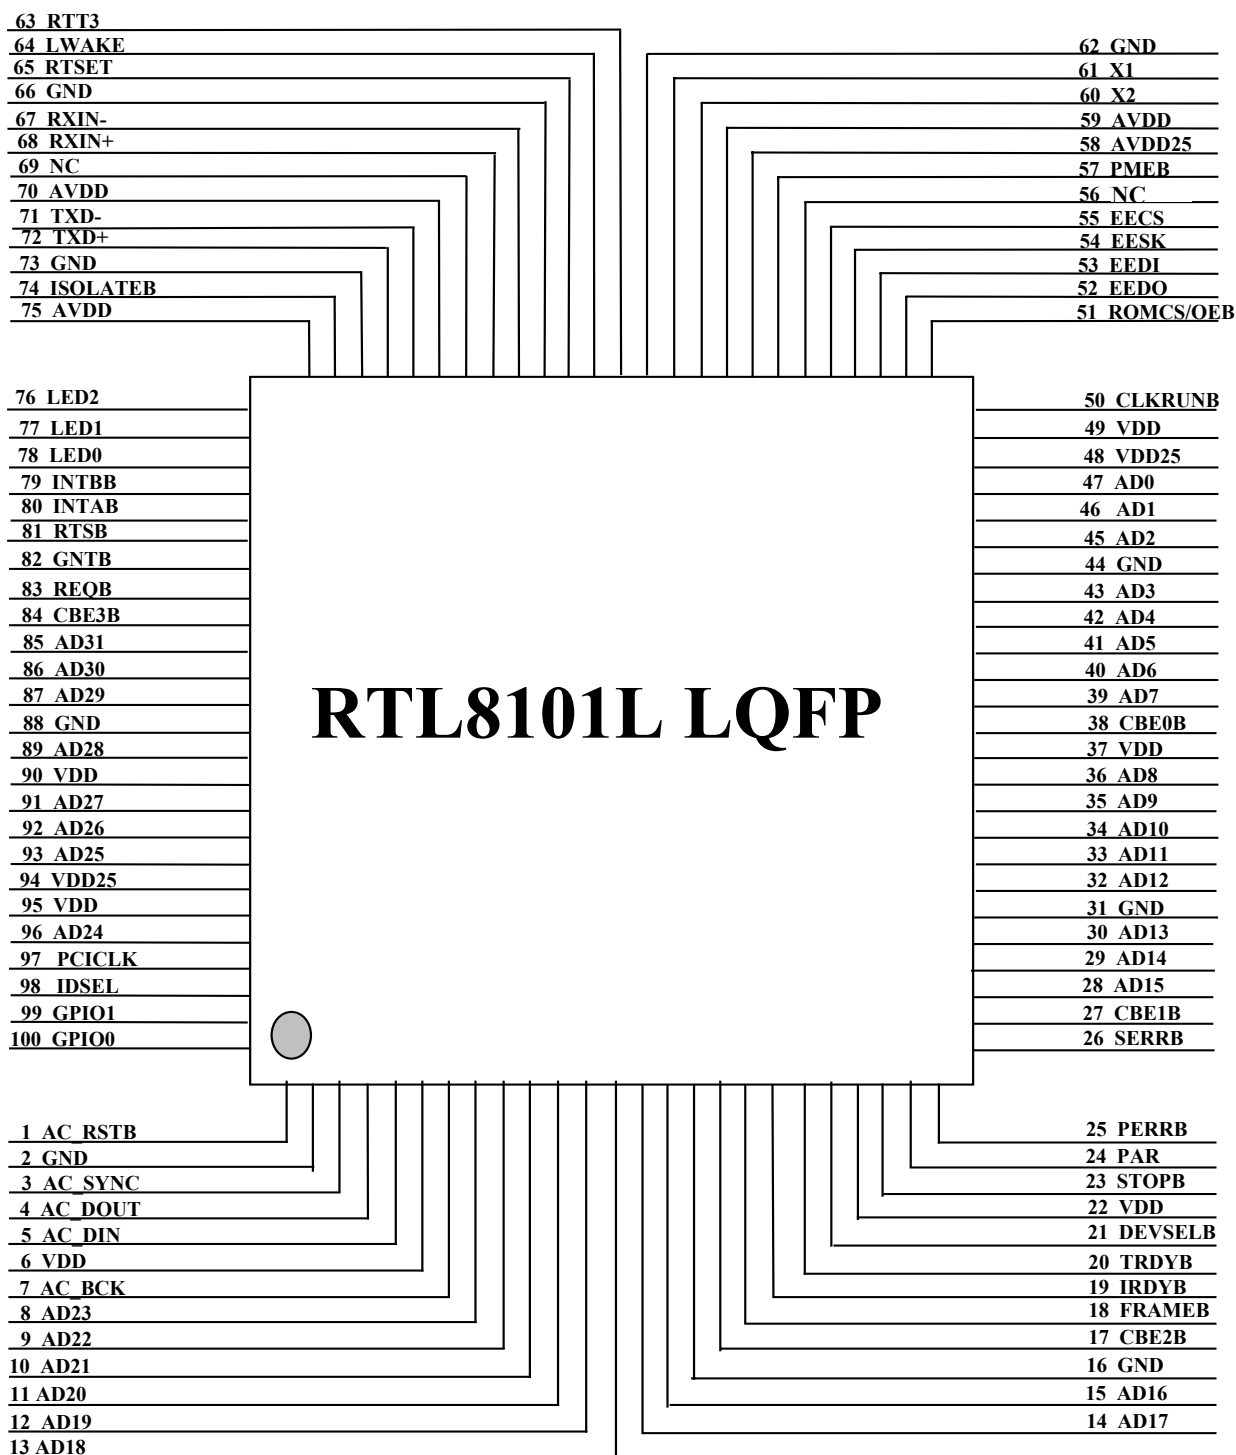 63 RTT3
64 LWAKE
65 RTSET
66 GND
67 RXIN-
68 RXIN+
69 NC
70 AVDD
71 TXD-
72 TXD+
73 GND
74 ISOLATEB
75 AVDD
62 GND
61 X1
60 X2
59 AVDD
58 AVDD25
57 PMEB
56 NC
55 EECS
54 EESK
53 EEDI
52 EEDO
51 ROMCS/OEB
76 LED2
77 LED1
78 LED0
79 INTBB
80 INTAB
81 RTSB
82 GNTB
83 REQB
84 CBE3B
85 AD31
86 AD30
87 AD29
88 GND
89 AD28
90 VDD
91 AD27
92 AD26
93 AD25
94 VDD25
95 VDD
96 AD24
97 PCICLK
98 IDSEL
99 GPIO1
100 GPIO0
RTL8101L LQFP
50 CLKRUNB
49 VDD
48 VDD25
47 AD0
46 AD1
45 AD2
44 GND
43 AD3
42 AD4
41 AD5
40 AD6
39 AD7
38 CBE0B
37 VDD
36 AD8
35 AD9
34 AD10
33 AD11
32 AD12
31 GND
30 AD13
29 AD14
28 AD15
27 CBE1B
26 SERRB
1 AC_RSTB
2 GND
3 AC_SYNC
4 AC_DOUT
5 AC_DIN
6 VDD
7 AC_BCK
8 AD23
9 AD22
10 AD21
11 AD20
12 AD19
13 AD18
25 PERRB
24 PAR
23 STOPB
22 VDD
21 DEVSELB
20 TRDYB
19 IRDYB
18 FRAMEB
17 CBE2B
16 GND
15 AD16
14 AD17